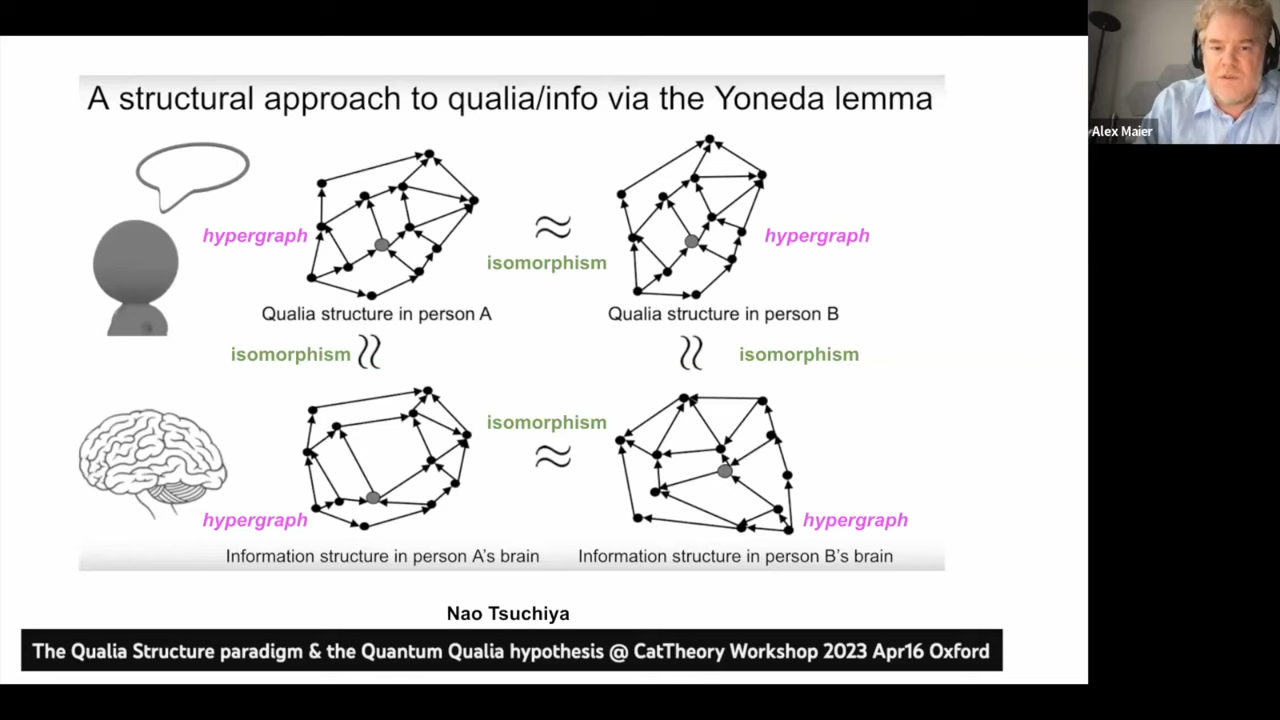 A structural approach to qualia/info via the Yoneda lemma
Alex Maier
hypergraph
≈
isomorphism
hypergraph
Qualia structure in person A
Qualia structure in person B
isomorphism
isomorphism
isomorphism
≈
hypergraph
hypergraph
Information structure in person A's brain
Information structure in person B's brain
Nao Tsuchiya
The Qualia Structure paradigm & the Quantum Qualia hypothesis @ CatTheory Workshop 2023 Apr16 Oxford